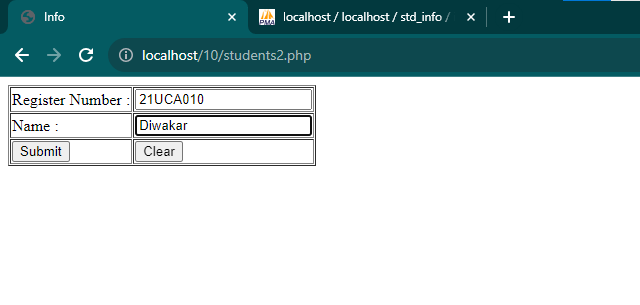 Info
localhost / localhost / std_info /
localhost/10/students2.php
Register Number : 21UCA010
Name : Diwakar
Submit Clear